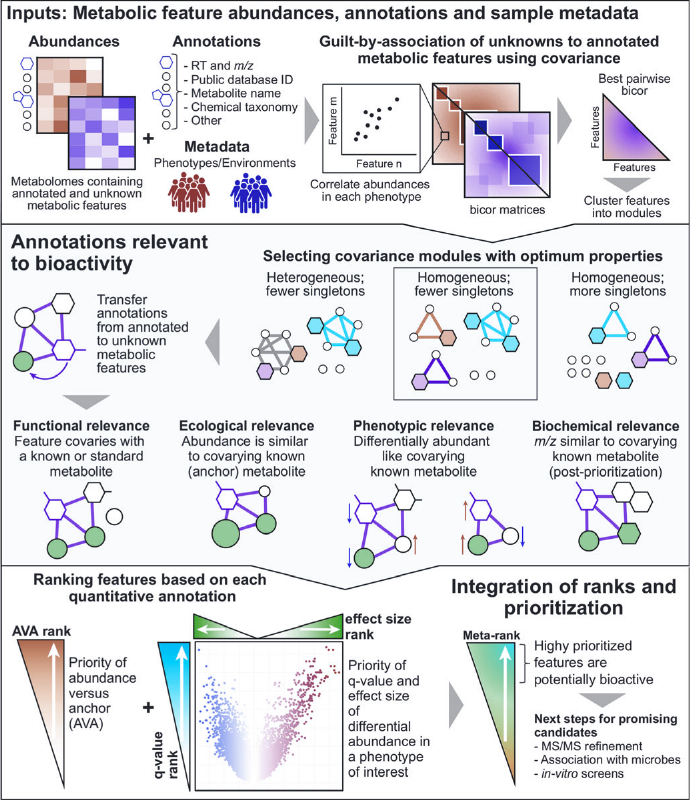 Inputs: Metabolic feature abundances, annotations and sample metadata
Abundances
Metabolomes containing
annotated and unknown
metabolic features
+
Annotations
- RT and m/z
- Public database ID
- Metabolite name
- Chemical taxonomy
- Other
Metadata
Phenotypes/Environments
Guilt-by-association of unknowns to annotated
metabolic features using covariance
Feature m
Feature n
Correlate abundances
in each phenotype
bicor matrices
Best pairwise
bicor
Features
Features
Cluster features
into modules
Annotations relevant
to bioactivity
Transfer
annotations
from annotated
to unknown
metabolic
features
Selecting covariance modules with optimum properties
Heterogeneous;
fewer singletons
Homogeneous;
fewer singletons
Homogeneous;
more singletons
Functional relevance
Feature covaries with
a known or standard
metabolite
Ecological relevance
Abundance is similar
to covarying known
(anchor) metabolite
Phenotypic relevance
Differentially abundant
like covarying
known metabolite
Biochemical relevance
m/z similar to covarying
known metabolite
(post-prioritization)
Ranking features based on each
quantitative annotation
AVA rank
Priority of
abundance
versus
anchor
(AVA)
+
q-value
rank
effect size
rank
Priority of
q-value and
effect size
of
differential
abundance in
a phenotype
of interest
Integration of ranks and
prioritization
Meta-rank
Highy prioritized
features are
potentially bioactive
Next steps for promising
candidates
- MS/MS refinement
- Association with microbes
- in-vitro screens